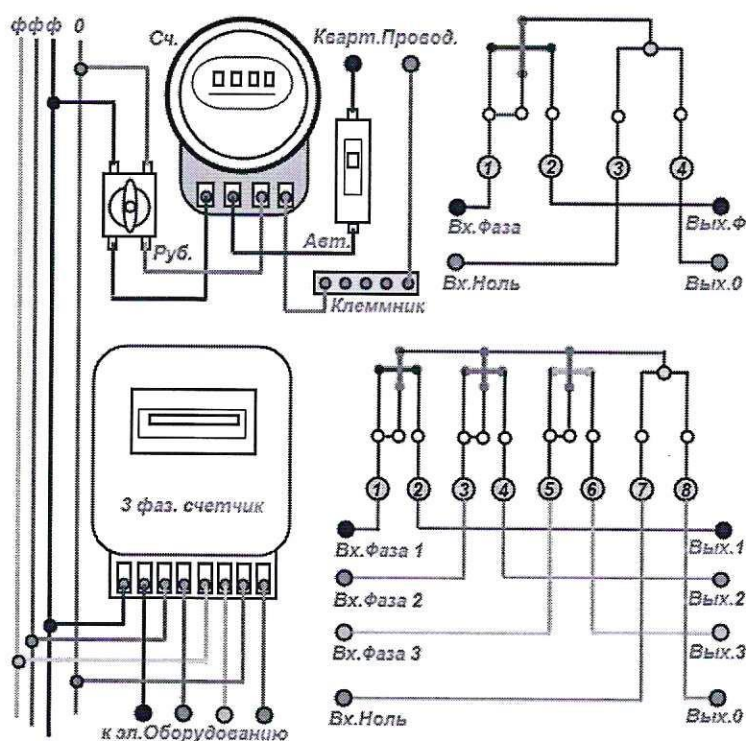 ф ф ф 0
Сч.
Кварт.Провод.
Руб.
Авт.
Клеммник
1 2 3 4
Вх.Фаза
Вых.Ф
Вх.Ноль
Вых.0
3 фаз. счетчик
к эл.Оборудованию
1 2 3 4 5 6 7 8
Вх.Фаза 1
Вых.1
Вх.Фаза 2
Вых.2
Вх.Фаза 3
Вых.3
Вх.Ноль
Вых.0